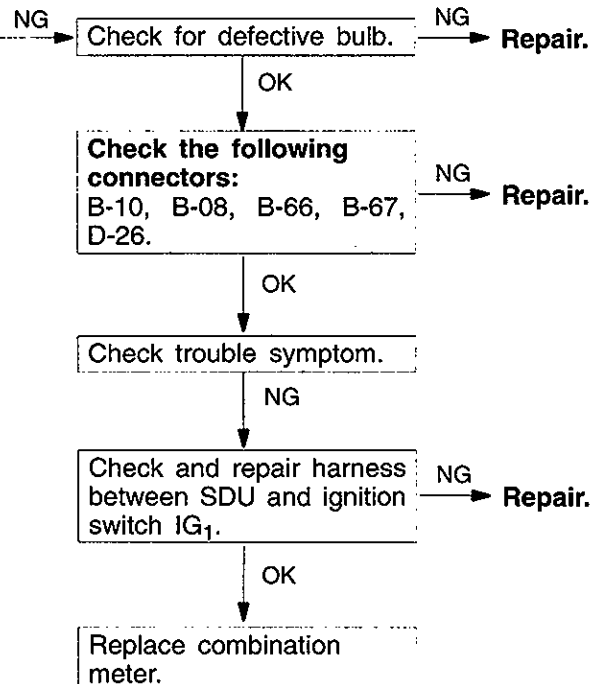 NG
Check for defective bulb.
NG
Repair.
OK
Check the following
connectors:
B-10, B-08, B-66, B-67,
D-26.
NG
Repair.
OK
Check trouble symptom.
NG
Check and repair harness
between SDU and ignition
switch IG₁.
NG
Repair.
OK
Replace combination
meter.